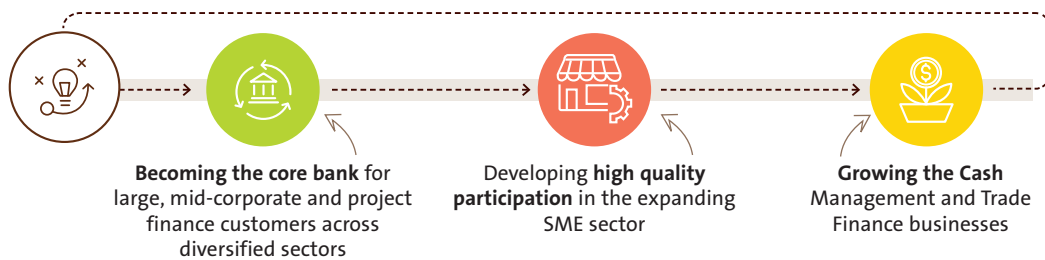 Becoming the core bank for
large, mid-corporate and project
finance customers across
diversified sectors
Developing high quality
participation in the expanding
SME sector
Growing the Cash
Management and Trade
Finance businesses
$